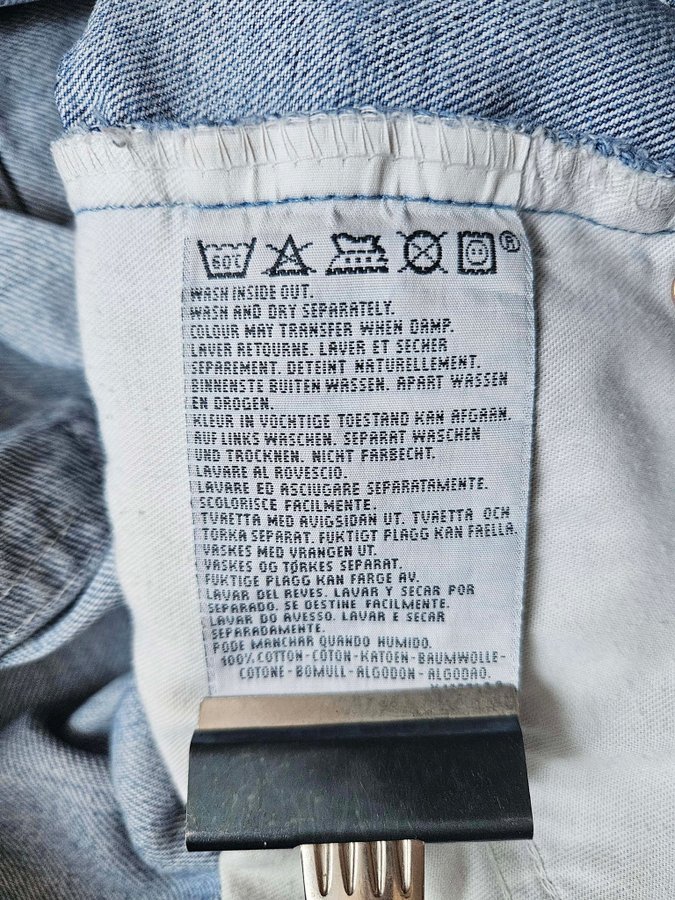 60C
®
WASH INSIDE OUT.
WASH AND DRY SEPARATELY.
COLOUR MAY TRANSFER WHEN DAMP.
LAVER RETOURNE. LAVER ET SECHER
SEPAREMENT. DETEINT NATURELLEMENT.
BINNENSTE BUITEN WASSEN. APART WASSEN
EN DROGEN.
KLEUR IN VOCHTIGE TOESTAND KAN AFGAAN.
AUF LINKS WASCHEN. SEPARAT WASCHEN
UND TROCKNEN. NICHT FARBECHT.
LAVARE AL ROVESCIO.
LAVARE ED ASCIUGARE SEPARATAMENTE.
SCOLORISCE FACILMENTE.
TVAETTA MED AVIGSIDAN UT. TVAETTA OCH
TORKA SEPARAT. FUKTIGT PLAGG KAN FAELLA.
VASKES MED VRANGEN UT.
VASKES OG TØRKES SEPARAT.
FUKTIGE PLAGG KAN FARGE AV.
LAVAR DEL REVES. LAVAR Y SECAR POR
SEPARADO. SE DESTINE FACILMENTE.
LAVAR DO AVESSO. LAVAR E SECAR
SEPARADAMENTE.
PODE MANCHAR QUANDO HUMIDO.
100% COTTON-COTON-KATOEN-BAUMWOLLE-
COTONE-BOMULL-ALGODON-ALGODAO.